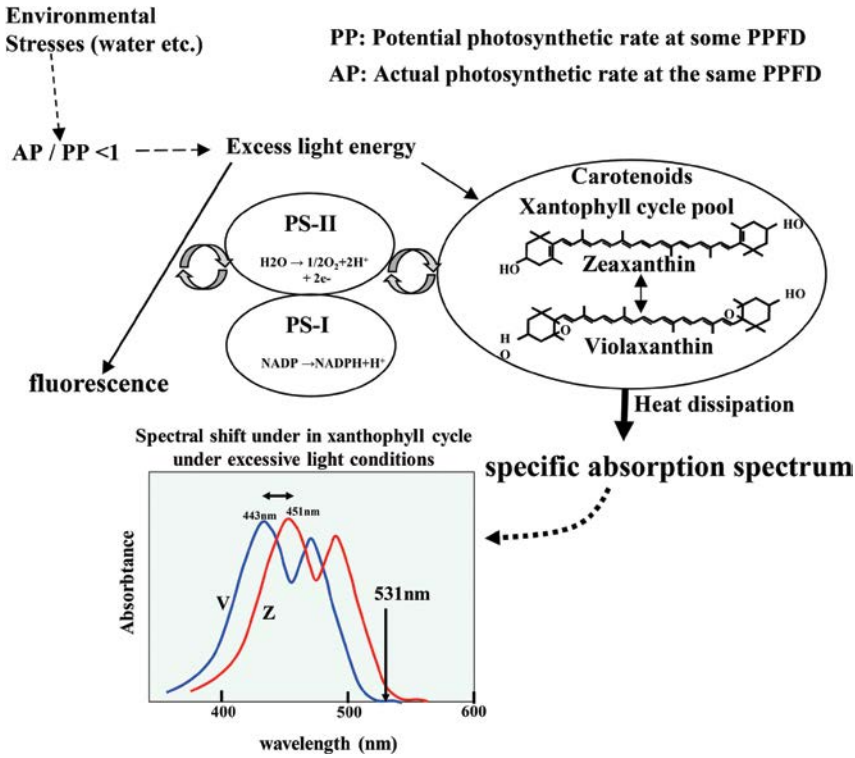 Environmental
Stresses (water etc.)
PP: Potential photosynthetic rate at some PPFD
AP: Actual photosynthetic rate at the same PPFD
AP / PP <1
Excess light energy
Carotenoids
Xantophyll cycle pool
HO
HO
Zeaxanthin
PS-II
H2O → 1/2O₂+2H⁺
+ 2e-
PS-I
NADP →NADPH+H⁺
O
HO
O
H
O
Violaxanthin
fluorescence
Heat dissipation
specific absorption spectrum
Spectral shift under in xanthophyll cycle
under excessive light conditions
443nm
451nm
531nm
V
Z
Absorbtance
400
500
600
wavelength (nm)